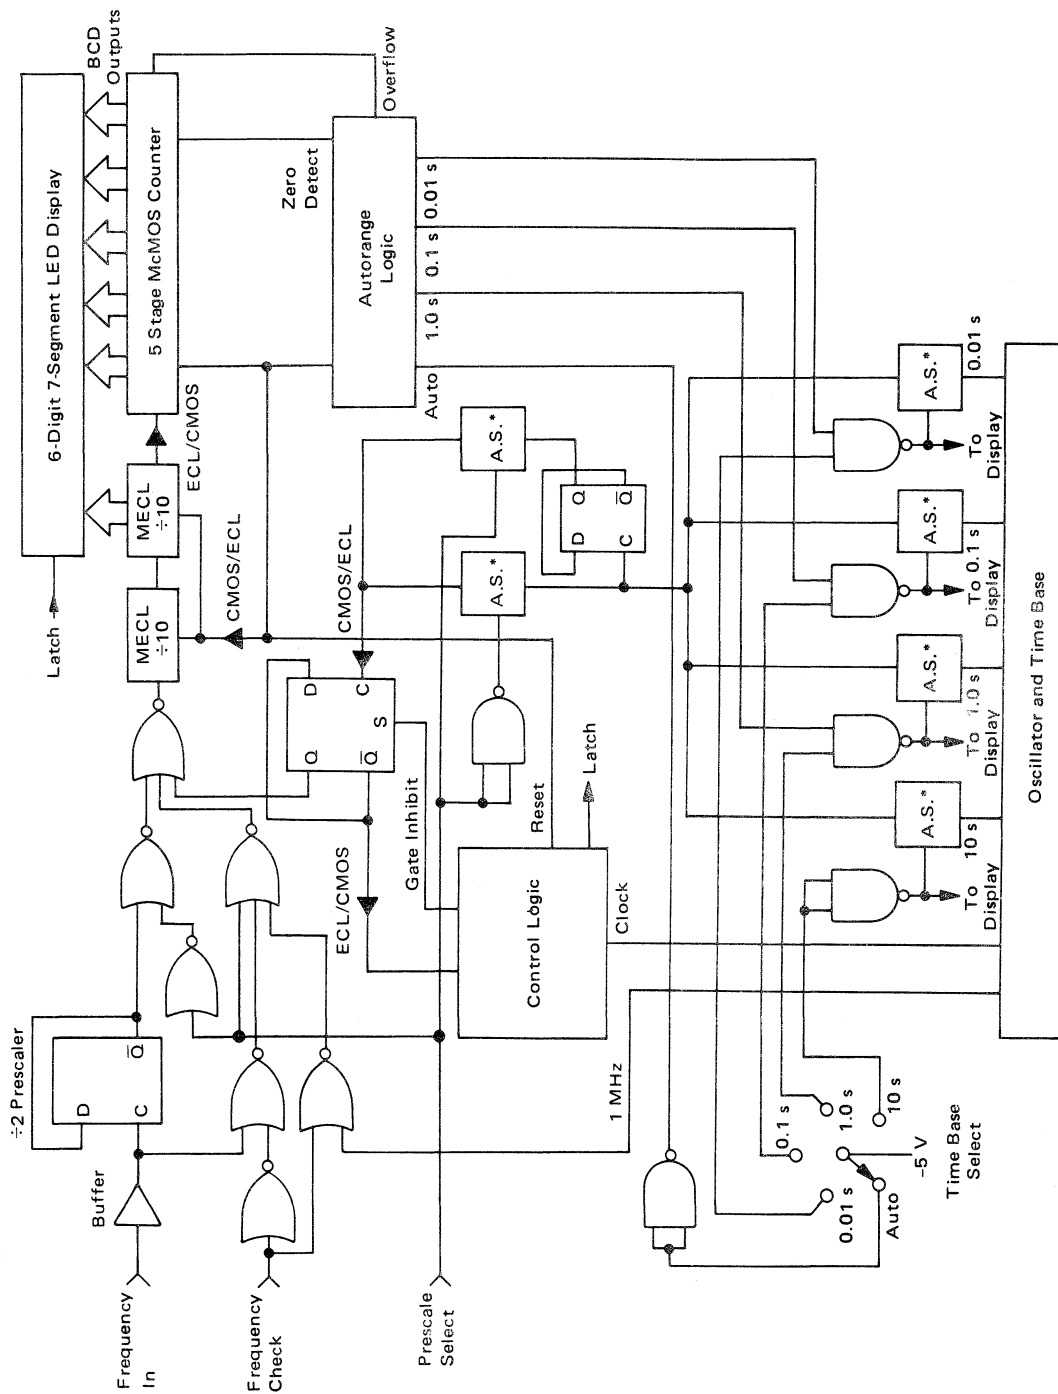 ÷2 Prescaler
D
C
Q̅
Buffer
Frequency
In
Frequency
Check
Prescale
Select
Latch
6-Digit 7-Segment LED Display
BCD
Outputs
MECL
÷10
MECL
÷10
ECL/CMOS
5 Stage McMOS Counter
CMOS/ECL
Zero
Detect
Overflow
Autorange
Logic
Auto
1.0 s
0.1 s
0.01 s
CMOS/ECL
Q
D
Q̅
C
S
ECL/CMOS
Gate Inhibit
Reset
Latch
Control Logic
Clock
1 MHz
A.S.*
A.S.*
D
Q
C
Q̅
0.01 s
0.1 s
1.0 s
10 s
Auto
-5 V
Time Base
Select
A.S.*
10 s
To
Display
A.S.*
1.0 s
To
Display
A.S.*
0.1 s
To
Display
A.S.*
0.01 s
To
Display
Oscillator and Time Base